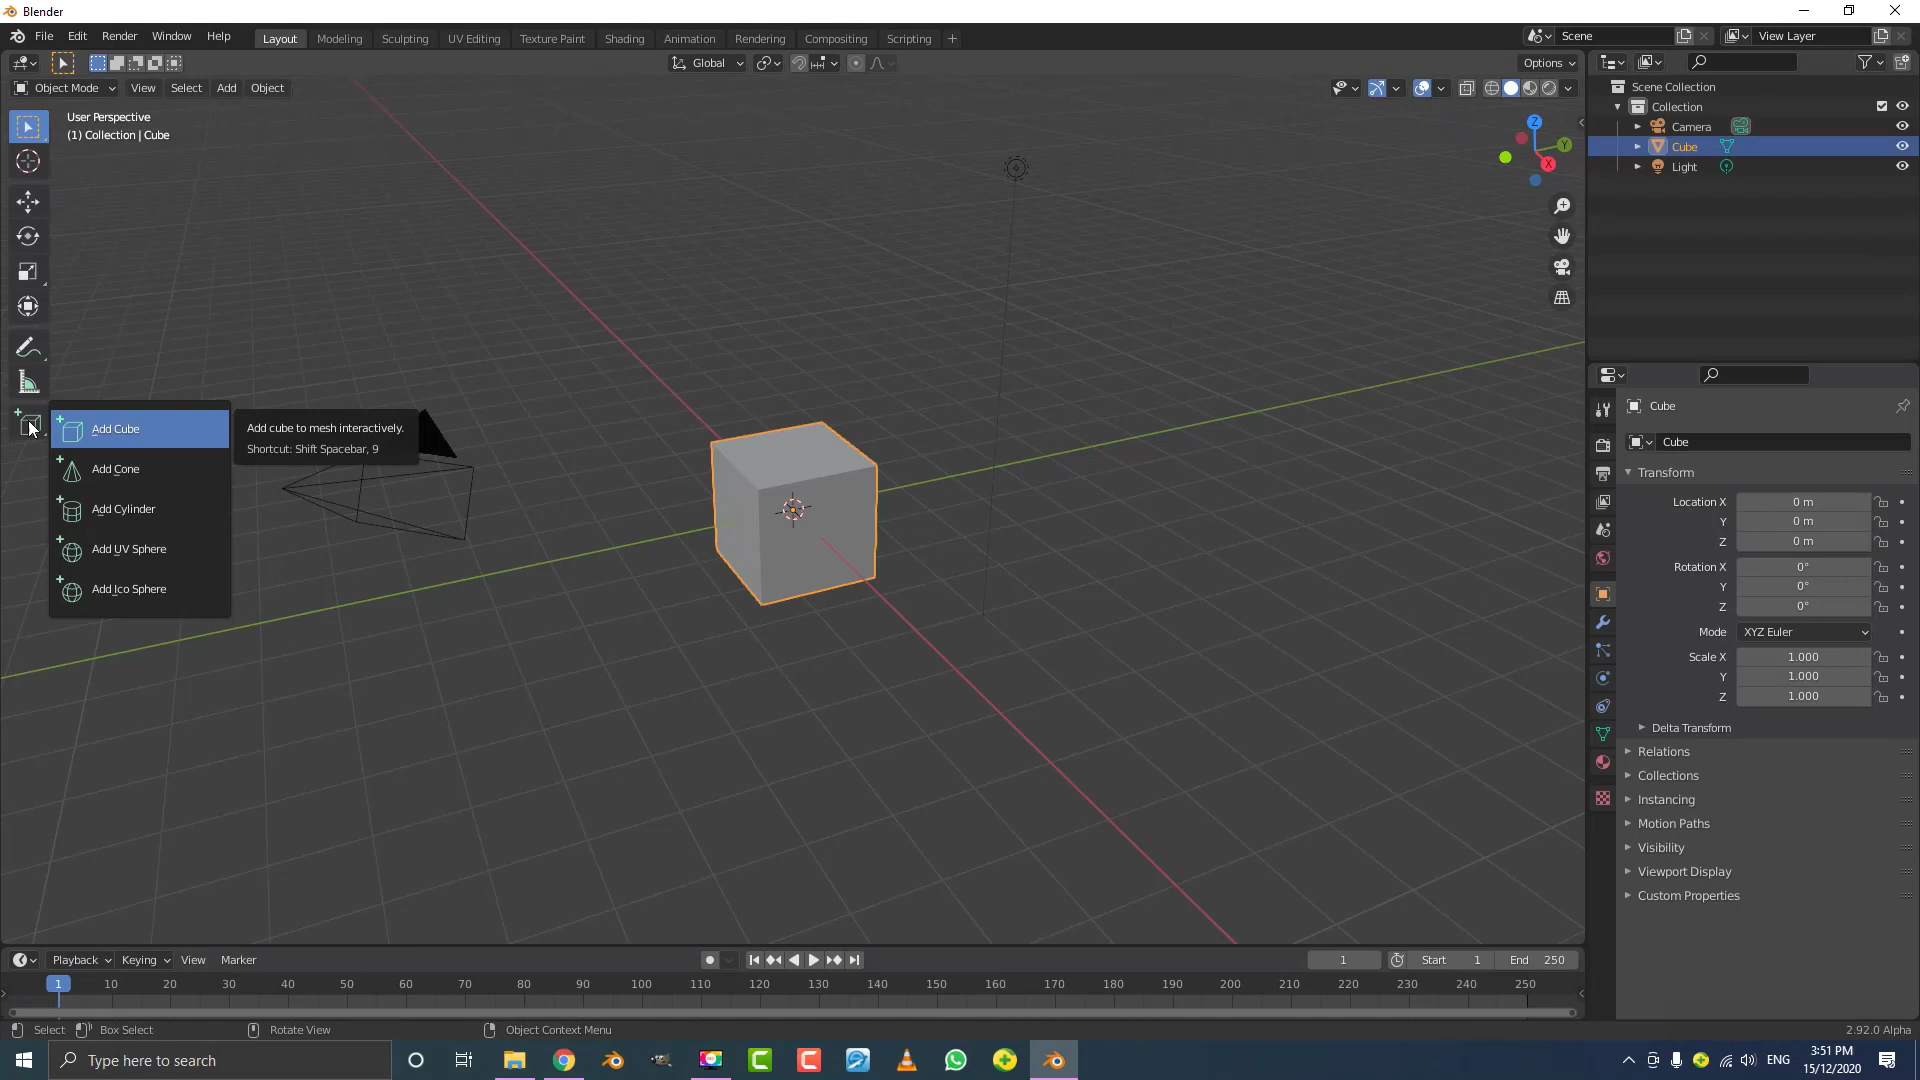 Blender
File Edit Render Window Help
Layout Modeling Sculpting UV Editing Texture Paint Shading Animation Rendering Compositing Scripting +
Scene
View Layer
Global
Options
Object Mode View Select Add Object
User Perspective
(1) Collection | Cube
Z
Y
X
Scene Collection
Collection
Camera
Cube
Light
Add Cube
Add Cone
Add Cylinder
Add UV Sphere
Add Ico Sphere
Add cube to mesh interactively.
Shortcut: Shift Spacebar, 9
Cube
Cube
Transform
Location X 0 m
Y 0 m
Z 0 m
Rotation X 0°
Y 0°
Z 0°
Mode XYZ Euler
Scale X 1.000
Y 1.000
Z 1.000
Delta Transform
Relations
Collections
Instancing
Motion Paths
Visibility
Viewport Display
Custom Properties
Playback Keying View Marker
1
Start 1
End 250
1 10 20 30 40 50 60 70 80 90 100 110 120 130 140 150 160 170 180 190 200 210 220 230 240 250
Select Box Select Rotate View Object Context Menu
2.92.0 Alpha
Type here to search
ENG
3:51 PM
15/12/2020